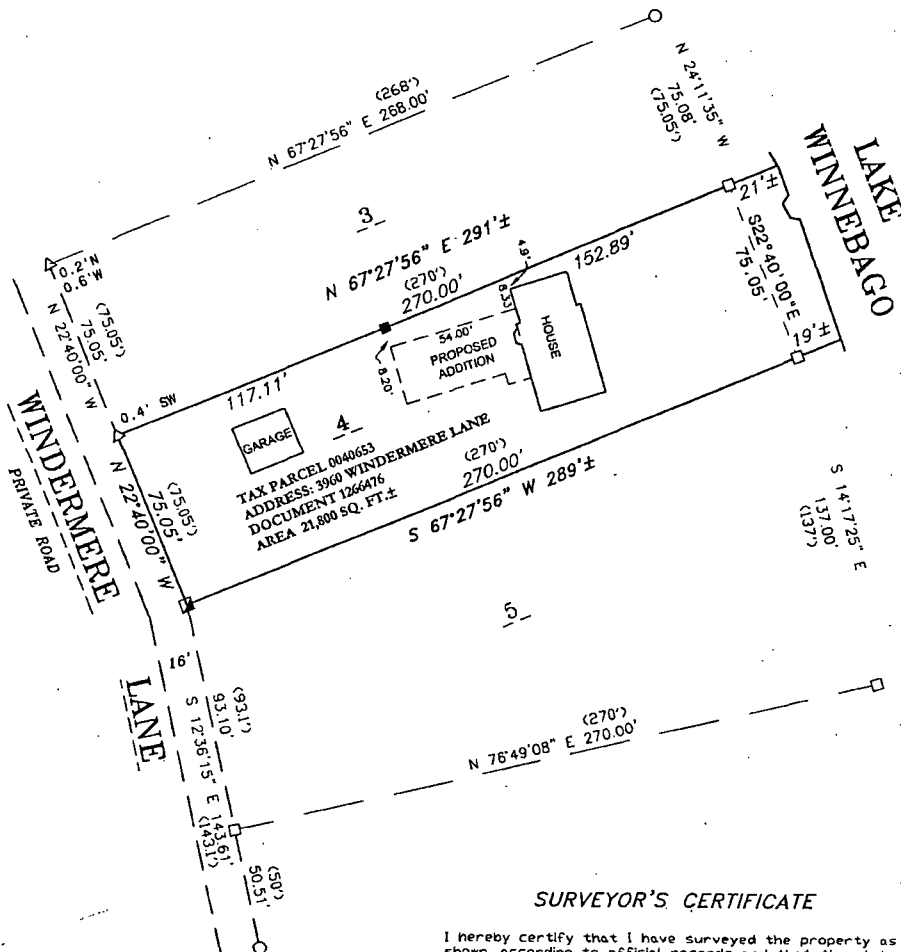 (268')
N 67°27'56" E 268.00'
N 24°11'35" W
75.08'
(75.05')
LAKE
WINNEBAGO
3
0.2'N
0.6'W
N 67°27'56" E 291'±
(270')
270.00'
4.9'
152.89'
21'±
S22°40'00"E
75.05'
8.33'
HOUSE
54.00'
PROPOSED
ADDITION
8.20'
19'±
(75.05')
75.05'
N 22°40'00" W
0.4' SW
117.11'
GARAGE
4
TAX PARCEL 0040653
ADDRESS: 3960 WINDERMERE LANE
DOCUMENT 1266476
AREA 21,800 SQ. FT.±
(270')
270.00'
S 67°27'56" W 289'±
WINDERMERE
PRIVATE ROAD
(75.05')
75.05'
N 22°40'00" W
S 14°17'25" E
137.00'
(137')
5
16'
LANE
(93.1')
93.10'
S 12°36'15" E 143.61'
(143.1')
(270')
N 76°49'08" E 270.00'
(50')
50.51'
SURVEYOR'S CERTIFICATE
I hereby certify that I have surveyed the property as